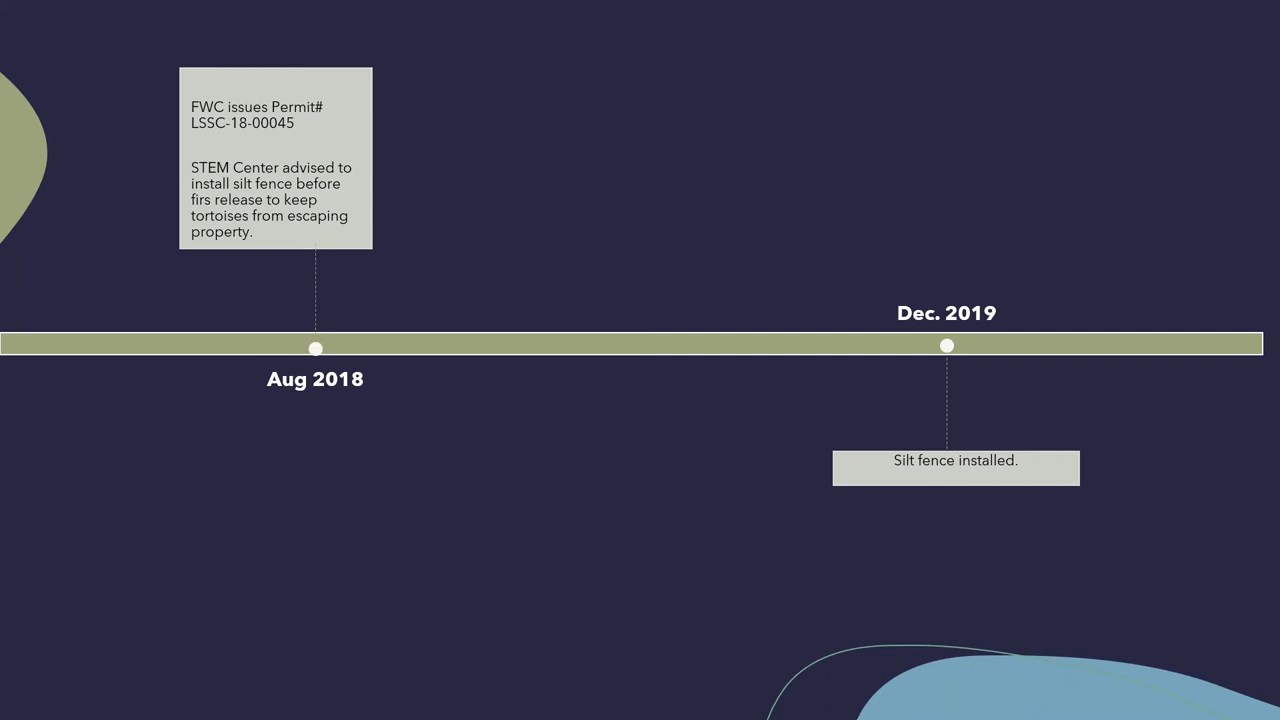 FWC issues Permit#
LSSC-18-00045
STEM Center advised to
install silt fence before
firs release to keep
tortoises from escaping
property.
Dec. 2019
Aug 2018
Silt fence installed.